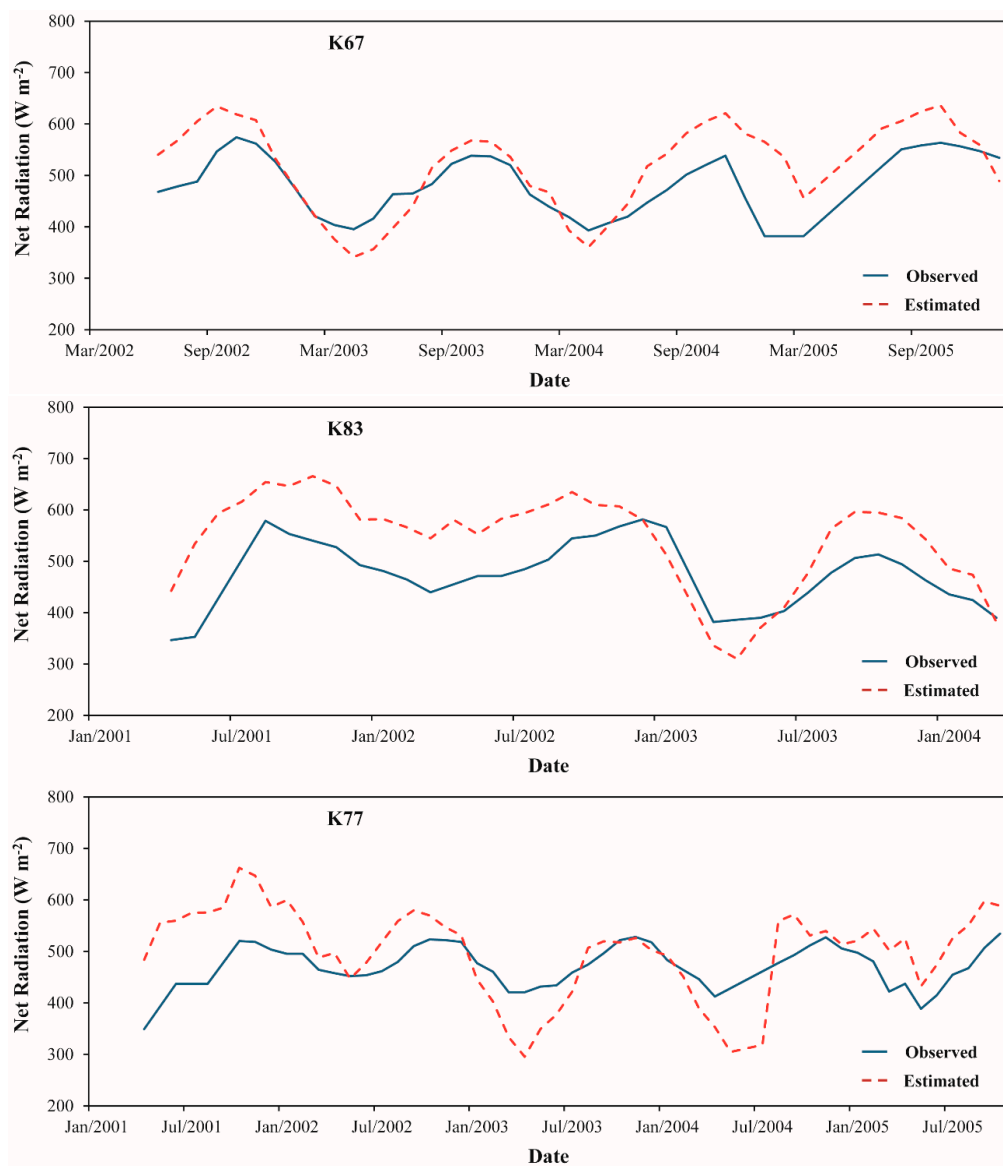 K67
Net Radiation (W m-2)
800
700
600
500
400
300
200
Observed
Estimated
Mar/2002 Sep/2002 Mar/2003 Sep/2003 Mar/2004 Sep/2004 Mar/2005 Sep/2005
Date
K83
Net Radiation (W m-2)
800
700
600
500
400
300
200
Observed
Estimated
Jan/2001 Jul/2001 Jan/2002 Jul/2002 Jan/2003 Jul/2003 Jan/2004
Date
K77
Net Radiation (W m-2)
800
700
600
500
400
300
200
Observed
Estimated
Jan/2001 Jul/2001 Jan/2002 Jul/2002 Jan/2003 Jul/2003 Jan/2004 Jul/2004 Jan/2005 Jul/2005
Date